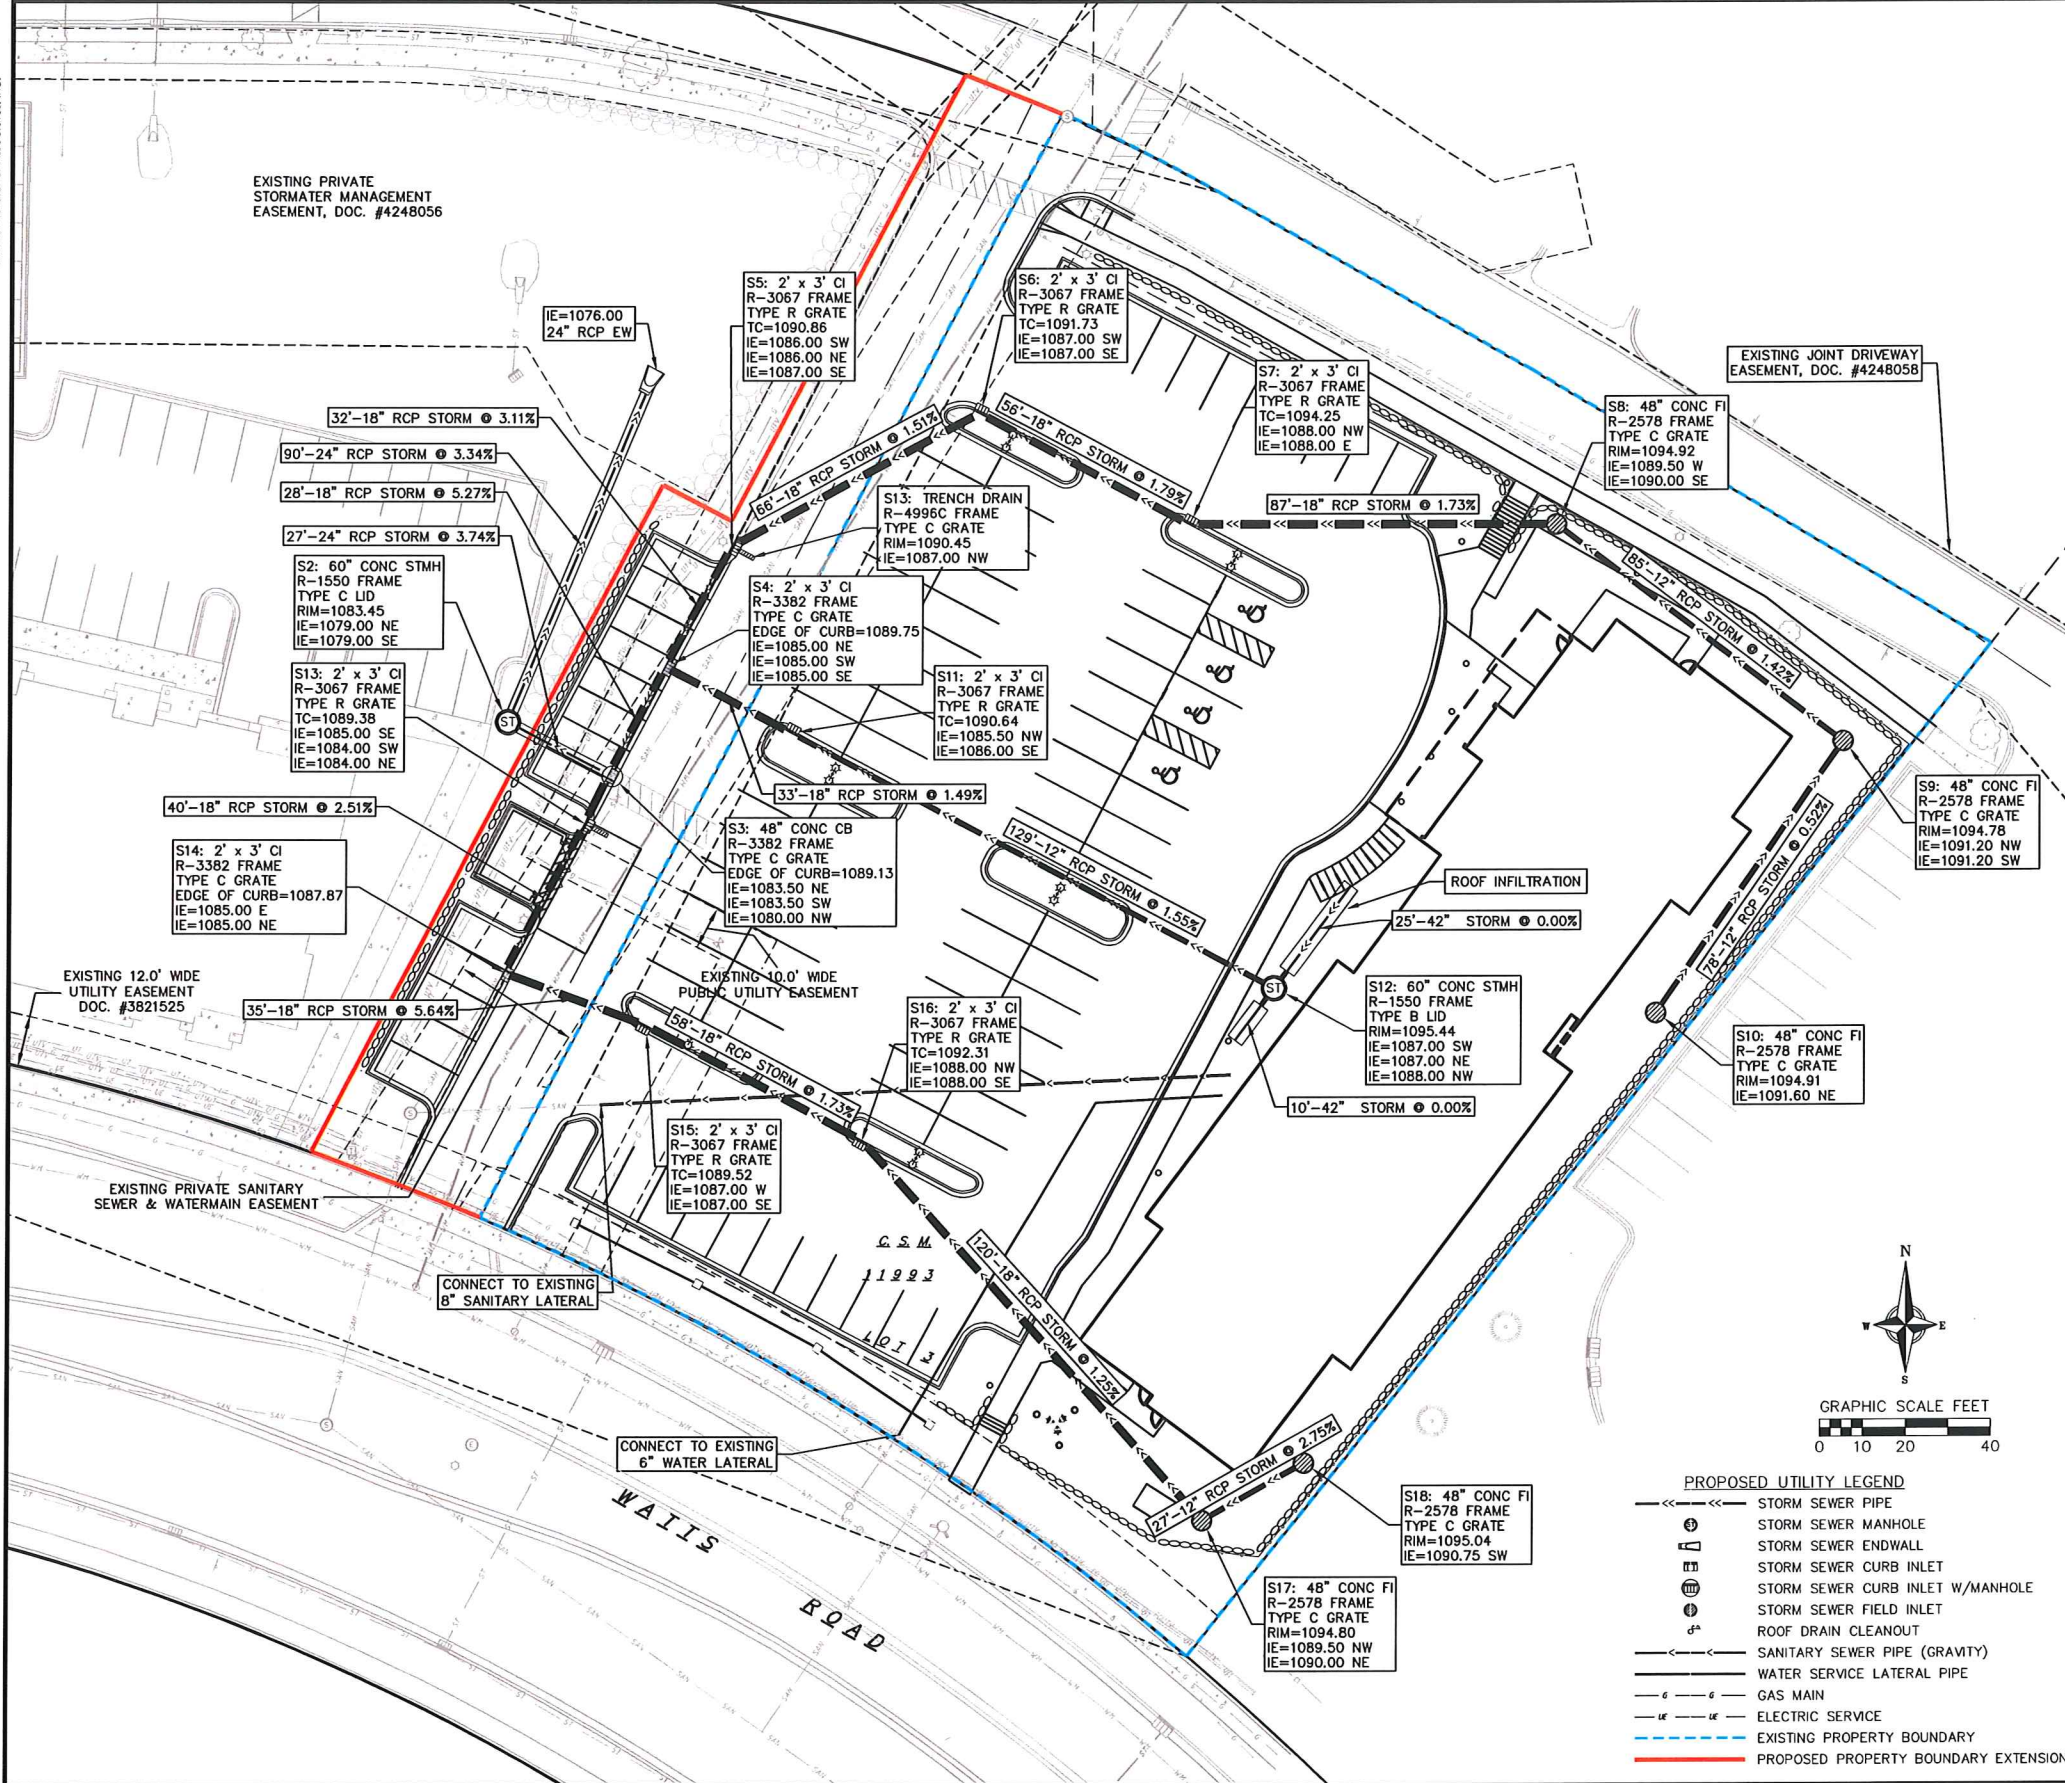 EXISTING PRIVATE
STORMATER MANAGEMENT
EASEMENT, DOC. #4248056
IE=1076.00
24" RCP EW
S5: 2' x 3' CI
R-3067 FRAME
TYPE R GRATE
TC=1090.86
IE=1086.00 SW
IE=1086.00 NE
IE=1087.00 SE
S6: 2' x 3' CI
R-3067 FRAME
TYPE R GRATE
TC=1091.73
IE=1087.00 SW
IE=1087.00 SE
S7: 2' x 3' CI
R-3067 FRAME
TYPE R GRATE
TC=1094.25
IE=1088.00 NW
IE=1088.00 E
EXISTING JOINT DRIVEWAY
EASEMENT, DOC. #4248058
S8: 48" CONC FI
R-2578 FRAME
TYPE C GRATE
RIM=1094.92
IE=1089.50 W
IE=1090.00 SE
32'-18" RCP STORM @ 3.11%
90'-24" RCP STORM @ 3.34%
28'-18" RCP STORM @ 5.27%
27'-24" RCP STORM @ 3.74%
66'-18" RCP STORM @ 1.51%
56'-18" RCP STORM @ 1.79%
87'-18" RCP STORM @ 1.73%
85'-12" RCP STORM @ 1.42%
S13: TRENCH DRAIN
R-4996C FRAME
TYPE C GRATE
RIM=1090.45
IE=1087.00 NW
S2: 60" CONC STMH
R-1550 FRAME
TYPE C LID
RIM=1083.45
IE=1079.00 NE
IE=1079.00 SE
S4: 2' x 3' CI
R-3382 FRAME
TYPE C GRATE
EDGE OF CURB=1089.75
IE=1085.00 NE
IE=1085.00 SW
IE=1085.00 SE
S13: 2' x 3' CI
R-3067 FRAME
TYPE R GRATE
TC=1089.38
IE=1085.00 SE
IE=1084.00 SW
IE=1084.00 NE
S11: 2' x 3' CI
R-3067 FRAME
TYPE R GRATE
TC=1090.64
IE=1085.50 NW
IE=1086.00 SE
ST
40'-18" RCP STORM @ 2.51%
33'-18" RCP STORM @ 1.49%
S9: 48" CONC FI
R-2578 FRAME
TYPE C GRATE
RIM=1094.78
IE=1091.20 NW
IE=1091.20 SW
S14: 2' x 3' CI
R-3382 FRAME
TYPE C GRATE
EDGE OF CURB=1087.87
IE=1085.00 E
IE=1085.00 NE
S3: 48" CONC CB
R-3382 FRAME
TYPE C GRATE
EDGE OF CURB=1089.13
IE=1083.50 NE
IE=1083.50 SW
IE=1080.00 NW
129'-12" RCP STORM @ 1.55%
78'-12" RCP STORM @ 0.52%
ROOF INFILTRATION
25'-42" STORM @ 0.00%
EXISTING 12.0' WIDE
UTILITY EASEMENT
DOC. #3821525
EXISTING 10.0' WIDE
PUBLIC UTILITY EASEMENT
ST
S12: 60" CONC STMH
R-1550 FRAME
TYPE B LID
RIM=1095.44
IE=1087.00 SW
IE=1087.00 NE
IE=1088.00 NW
35'-18" RCP STORM @ 5.64%
58'-18" RCP STORM @ 1.73%
S16: 2' x 3' CI
R-3067 FRAME
TYPE R GRATE
TC=1092.31
IE=1088.00 NW
IE=1088.00 SE
S10: 48" CONC FI
R-2578 FRAME
TYPE C GRATE
RIM=1094.91
IE=1091.60 NE
10'-42" STORM @ 0.00%
S15: 2' x 3' CI
R-3067 FRAME
TYPE R GRATE
TC=1089.52
IE=1087.00 W
IE=1087.00 SE
EXISTING PRIVATE SANITARY
SEWER & WATERMAIN EASEMENT
C. S. M.
11993
LOT 3
120'-18" RCP STORM @ 1.25%
CONNECT TO EXISTING
8" SANITARY LATERAL
CONNECT TO EXISTING
6" WATER LATERAL
27'-12" RCP STORM @ 2.75%
S18: 48" CONC FI
R-2578 FRAME
TYPE C GRATE
RIM=1095.04
IE=1090.75 SW
S17: 48" CONC FI
R-2578 FRAME
TYPE C GRATE
RIM=1094.80
IE=1089.50 NW
IE=1090.00 NE
ROAD
N
W E
S
GRAPHIC SCALE FEET
0 10 20 40
PROPOSED UTILITY LEGEND
STORM SEWER PIPE
STORM SEWER MANHOLE
STORM SEWER ENDWALL
STORM SEWER CURB INLET
STORM SEWER CURB INLET W/MANHOLE
STORM SEWER FIELD INLET
ROOF DRAIN CLEANOUT
SANITARY SEWER PIPE (GRAVITY)
WATER SERVICE LATERAL PIPE
G G GAS MAIN
UE UE ELECTRIC SERVICE
EXISTING PROPERTY BOUNDARY
PROPOSED PROPERTY BOUNDARY EXTENSION